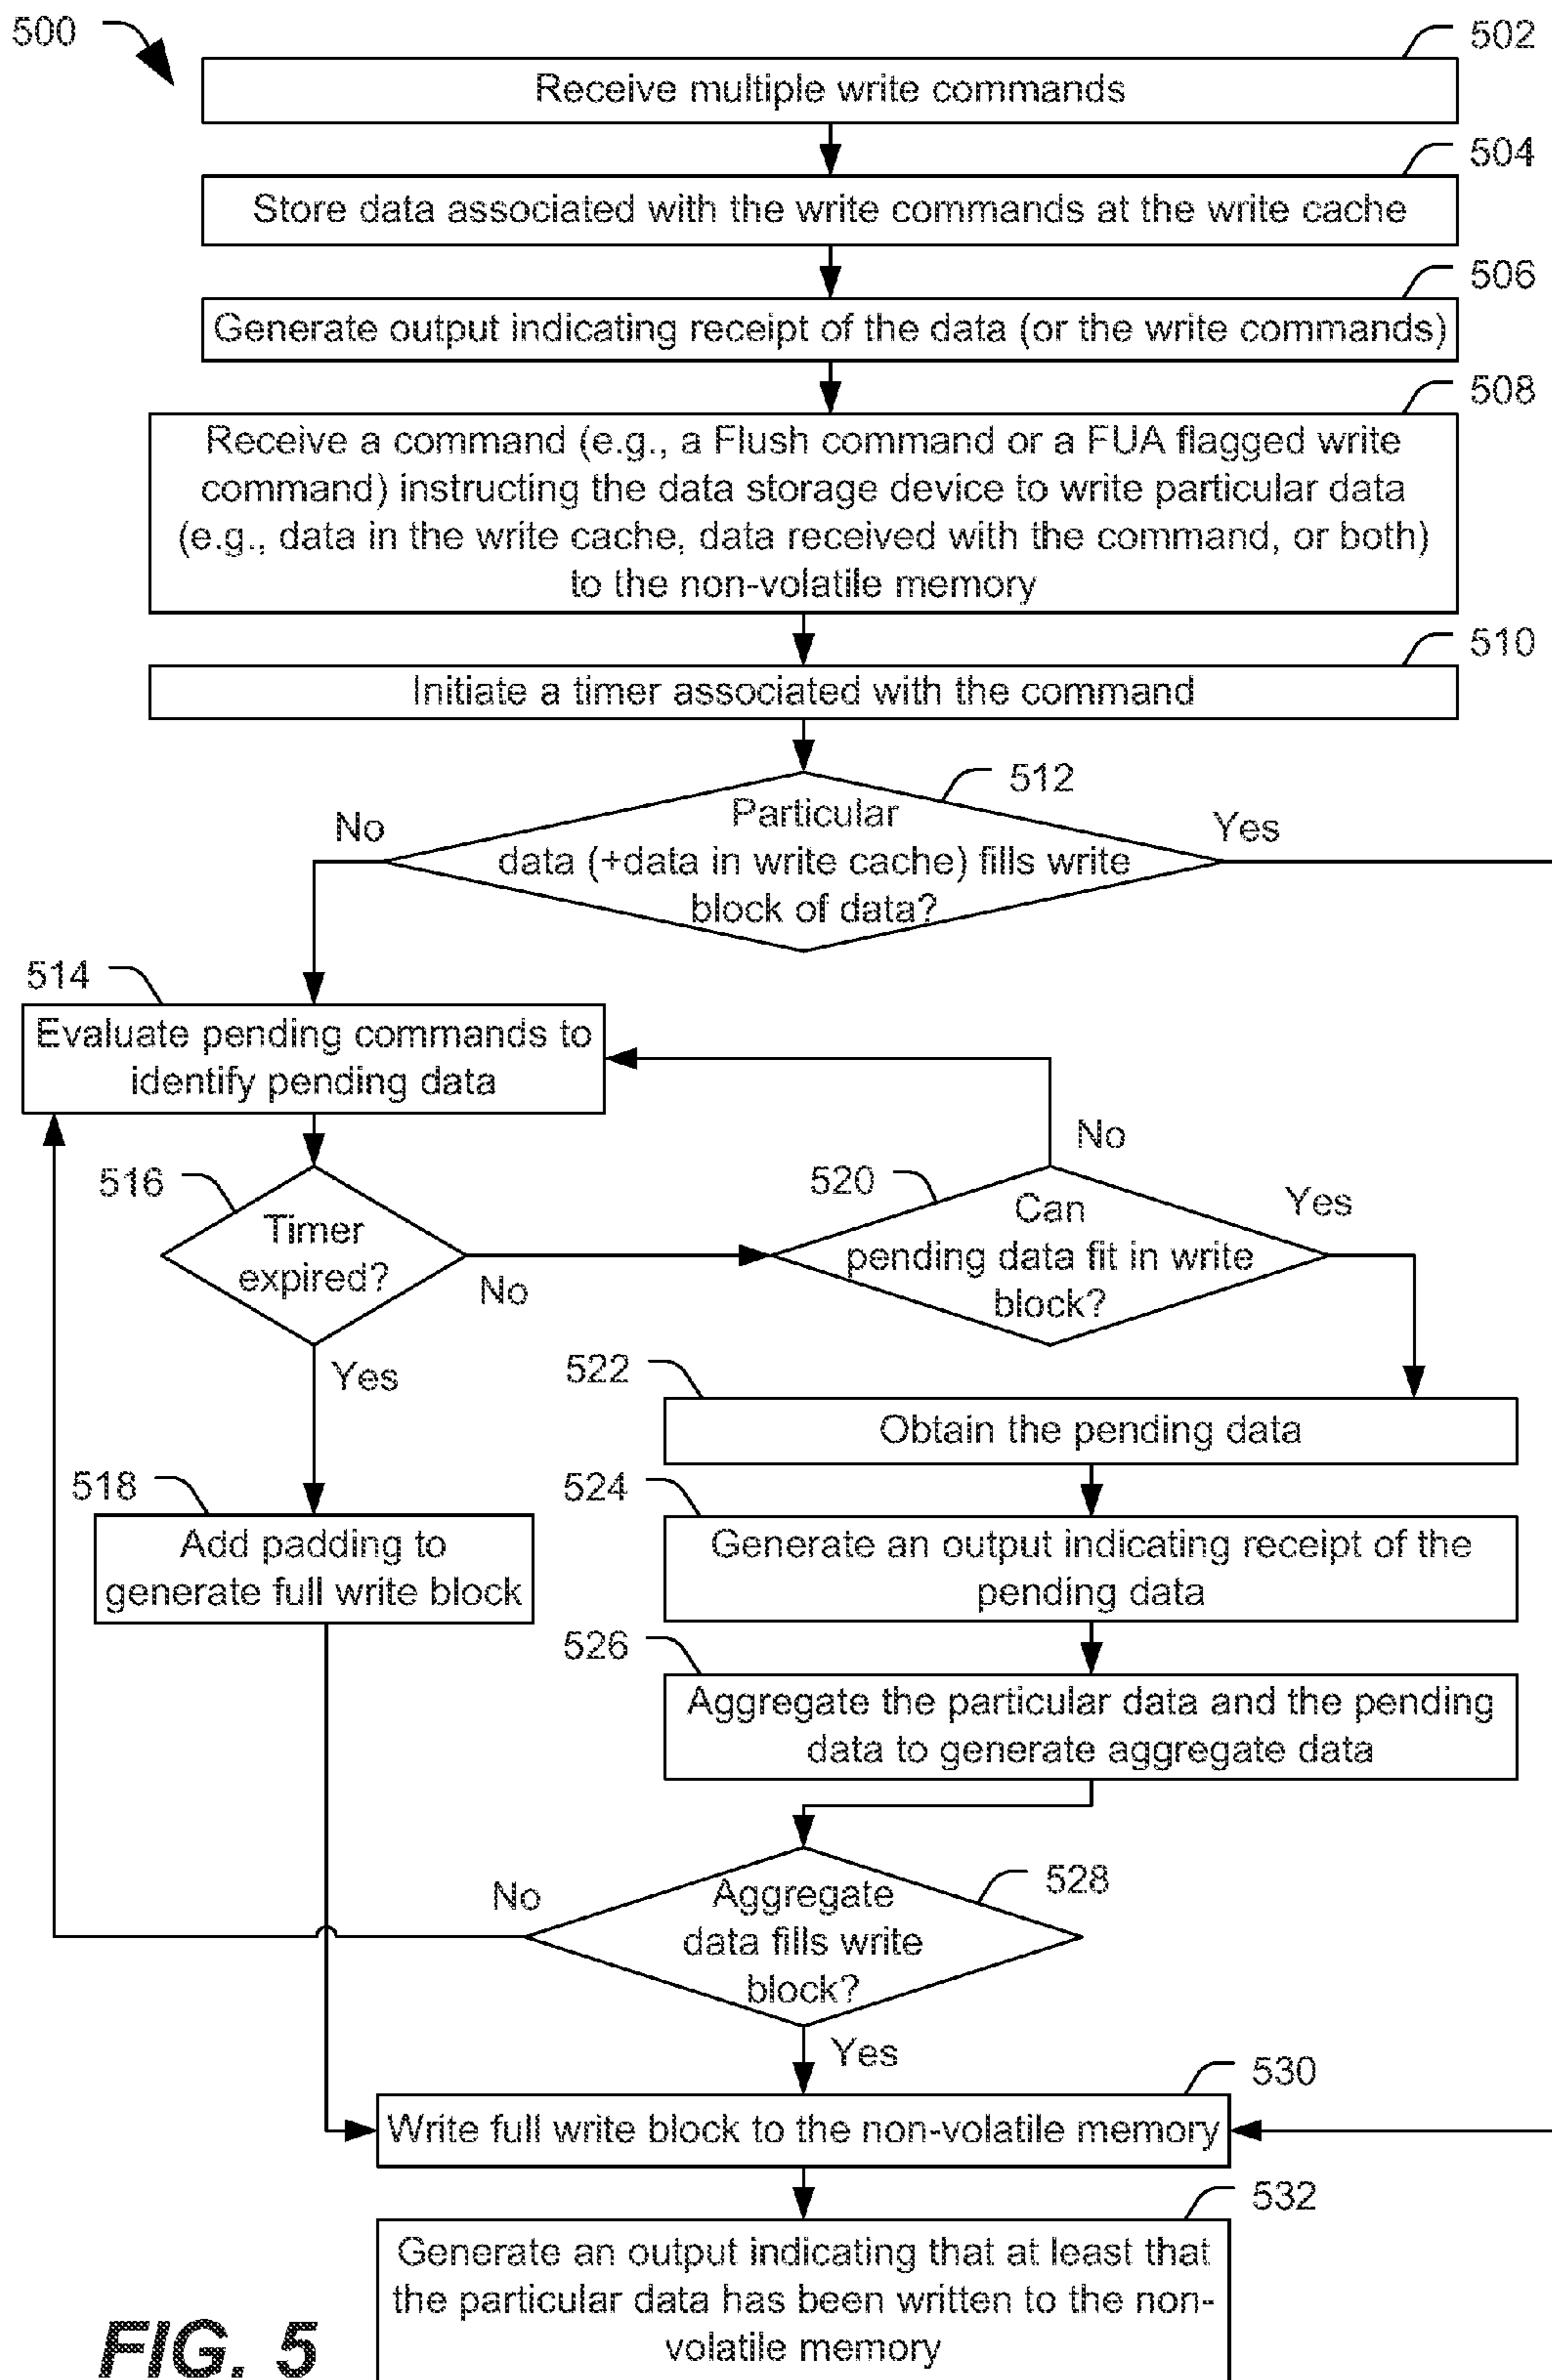 500
502
Receive multiple write commands
504
Store data associated with the write commands at the write cache
506
Generate output indicating receipt of the data (or the write commands)
508
Receive a command (e.g., a Flush command or a FUA flagged write
command) instructing the data storage device to write particular data
(e.g., data in the write cache, data received with the command, or both)
to the non-volatile memory
510
Initiate a timer associated with the command
512
No
Yes
Particular
data (+data in write cache) fills write
block of data?
514
Evaluate pending commands to
identify pending data
No
516
Timer
expired?
No
Yes
520
Can
pending data fit in write
block?
Yes
522
Obtain the pending data
518
Add padding to
generate full write block
524
Generate an output indicating receipt of the
pending data
526
Aggregate the particular data and the pending
data to generate aggregate data
528
No
Aggregate
data fills write
block?
Yes
530
Write full write block to the non-volatile memory
532
Generate an output indicating that at least that
the particular data has been written to the non-
volatile memory
FIG. 5